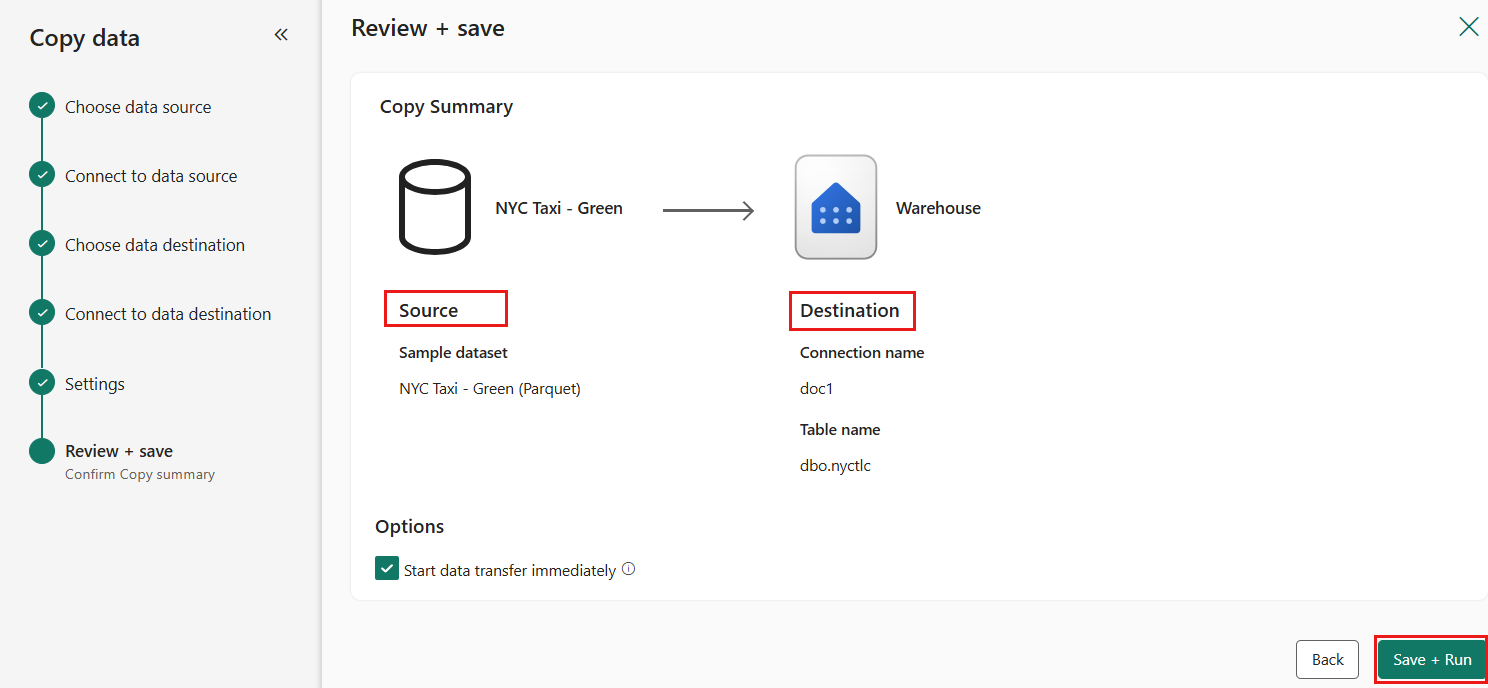 Copy data
Choose data source
Connect to data source
Choose data destination
Connect to data destination
Settings
Review + save
Confirm Copy summary
Review + save
Copy Summary
NYC Taxi - Green
Warehouse
Source
Sample dataset
NYC Taxi - Green (Parquet)
Destination
Connection name
doc1
Table name
dbo.nyctlc
Options
Start data transfer immediately
Back
Save + Run